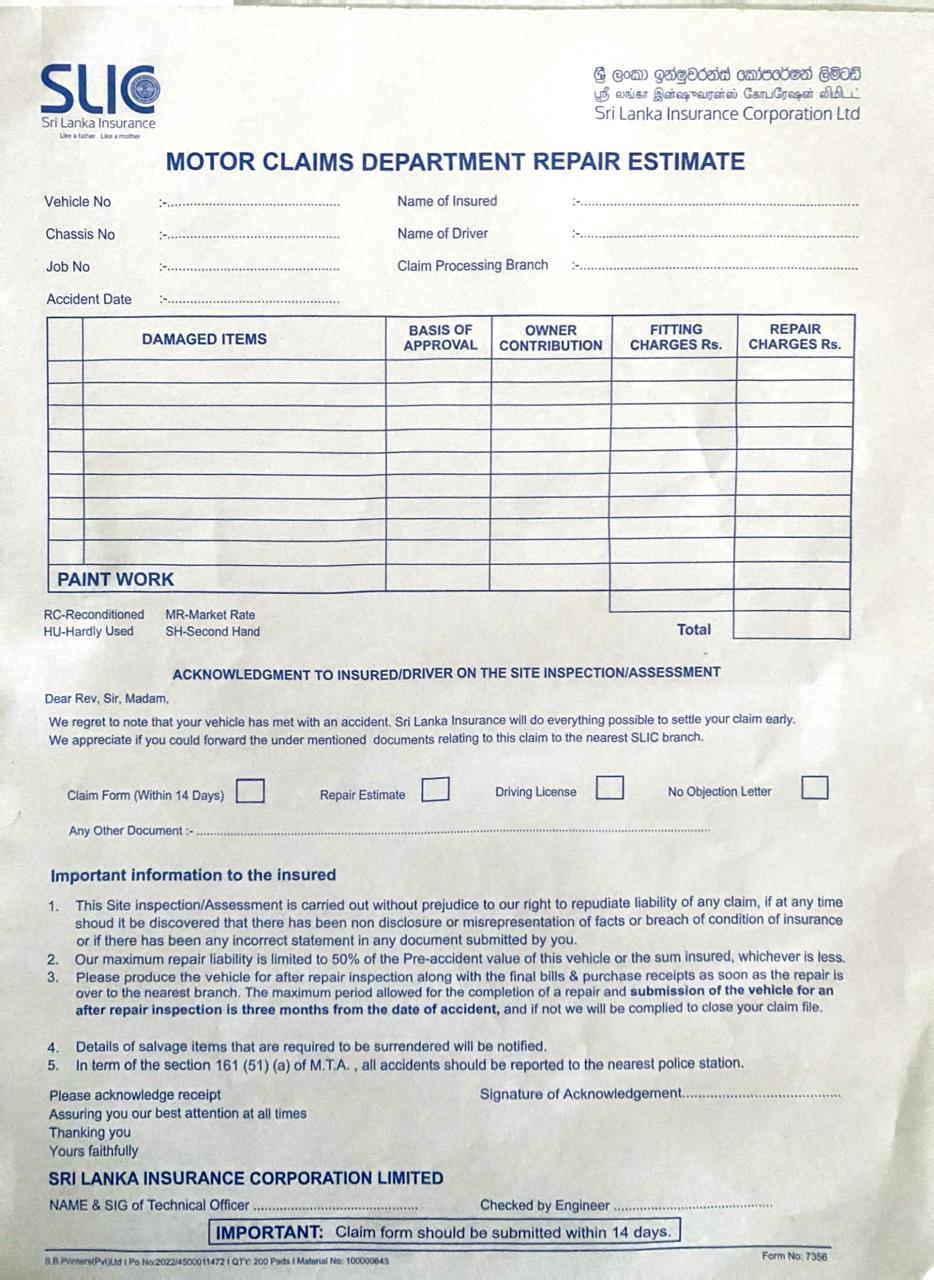 SLIC
Sri Lanka Insurance
Like a father Like a mother
ශ්‍රී ලංකා ඉන්ෂුවරන්ස් කෝපරේෂන් ලිමිටඩ්
ஸ்ரீ லங்கா இன்ஷுவரன்ஸ் கோபரேஷன் லிமிடட்
Sri Lanka Insurance Corporation Ltd
MOTOR CLAIMS DEPARTMENT REPAIR ESTIMATE
Vehicle No :-........................................ Name of Insured :-................................................................
Chassis No :-........................................ Name of Driver :-................................................................
Job No :-........................................ Claim Processing Branch :-................................................................
Accident Date :-........................................
DAMAGED ITEMS BASIS OF APPROVAL OWNER CONTRIBUTION FITTING CHARGES Rs. REPAIR CHARGES Rs.
PAINT WORK
RC-Reconditioned MR-Market Rate
HU-Hardly Used SH-Second Hand
Total
ACKNOWLEDGMENT TO INSURED/DRIVER ON THE SITE INSPECTION/ASSESSMENT
Dear Rev, Sir, Madam,
We regret to note that your vehicle has met with an accident. Sri Lanka Insurance will do everything possible to settle your claim early.
We appreciate if you could forward the under mentioned documents relating to this claim to the nearest SLIC branch.
Claim Form (Within 14 Days) Repair Estimate Driving License No Objection Letter
Any Other Document :- ................................................................
Important information to the insured
1. This Site inspection/Assessment is carried out without prejudice to our right to repudiate liability of any claim, if at any time
shoud it be discovered that there has been non disclosure or misrepresentation of facts or breach of condition of insurance
or if there has been any incorrect statement in any document submitted by you.
2. Our maximum repair liability is limited to 50% of the Pre-accident value of this vehicle or the sum insured, whichever is less.
3. Please produce the vehicle for after repair inspection along with the final bills & purchase receipts as soon as the repair is
over to the nearest branch. The maximum period allowed for the completion of a repair and submission of the vehicle for an
after repair inspection is three months from the date of accident, and if not we will be complied to close your claim file.
4. Details of salvage items that are required to be surrendered will be notified.
5. In term of the section 161 (51) (a) of M.T.A. , all accidents should be reported to the nearest police station.
Please acknowledge receipt Signature of Acknowledgement........................................
Assuring you our best attention at all times
Thanking you
Yours faithfully
SRI LANKA INSURANCE CORPORATION LIMITED
NAME & SIG of Technical Officer ........................................ Checked by Engineer ........................................
IMPORTANT: Claim form should be submitted within 14 days.
B.B.Printers(Pvt)Ltd I Po No:2022/4500011472 I QTY: 200 Pads I Material No: 100000643 Form No: 7356